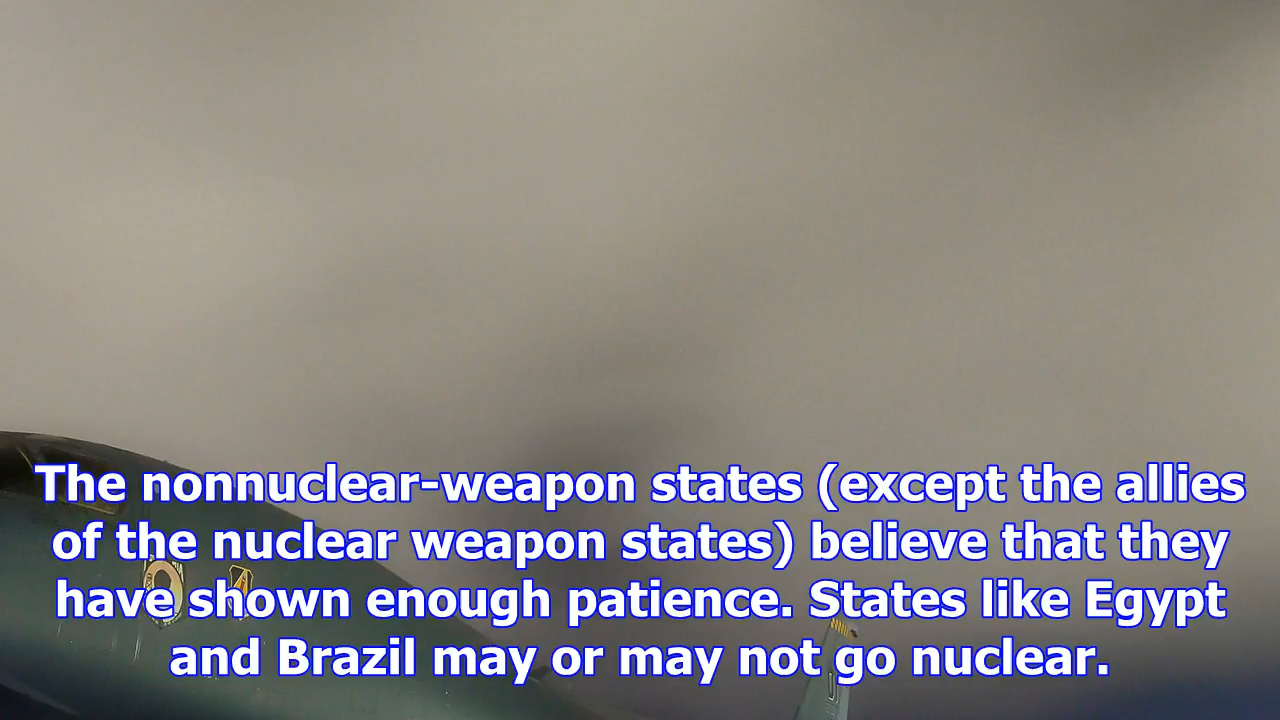 The nonnuclear-weapon states (except the allies
of the nuclear weapon states) believe that they
have shown enough patience. States like Egypt
and Brazil may or may not go nuclear.